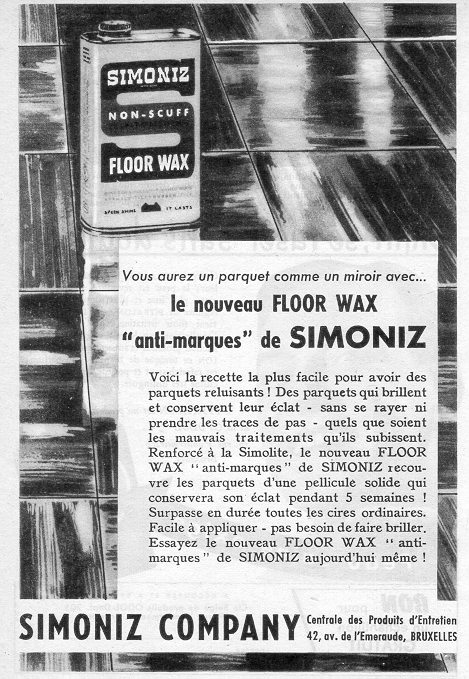 SIMONIZ
NON-SCUFF
FLOOR WAX
IT LASTS
Vous aurez un parquet comme un miroir avec...
le nouveau FLOOR WAX
"anti-marques" de SIMONIZ
Voici la recette la plus facile pour avoir des
parquets reluisants ! Des parquets qui brillent
et conservent leur éclat - sans se rayer ni
prendre les traces de pas - quels que soient
les mauvais traitements qu'ils subissent.
Renforcé à la Simolite, le nouveau FLOOR
WAX "anti-marques" de SIMONIZ recou-
vre les parquets d'une pellicule solide qui
conservera son éclat pendant 5 semaines !
Surpasse en durée toutes les cires ordinaires.
Facile à appliquer - pas besoin de faire briller.
Essayez le nouveau FLOOR WAX "anti-
marques" de SIMONIZ aujourd'hui même !
SIMONIZ COMPANY
Centrale des Produits d'Entretien
42, av. de l'Emeraude, BRUXELLES